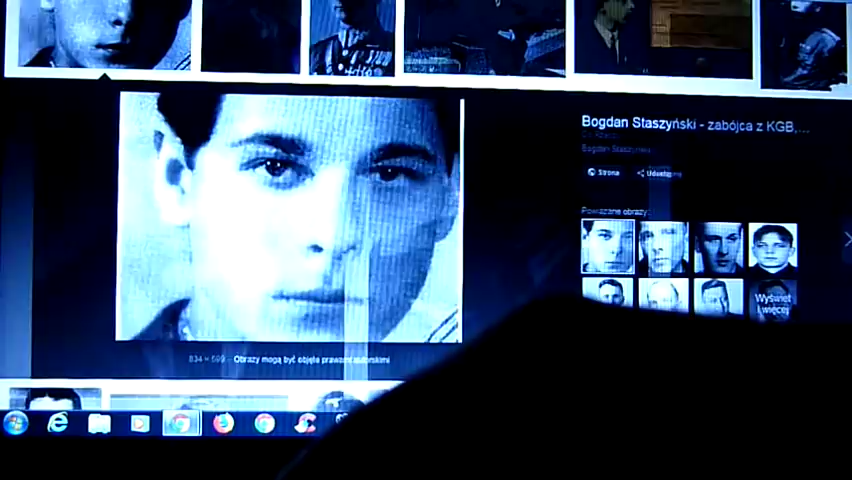 Bogdan Staszyński - zabójca z KGB,...
Bogdan Staszyński
Strona
Udostępnij
Powiązane obrazy:
Wyświetl
więcej
834 × 599 - Obrazy mogą być objęte prawami autorskimi